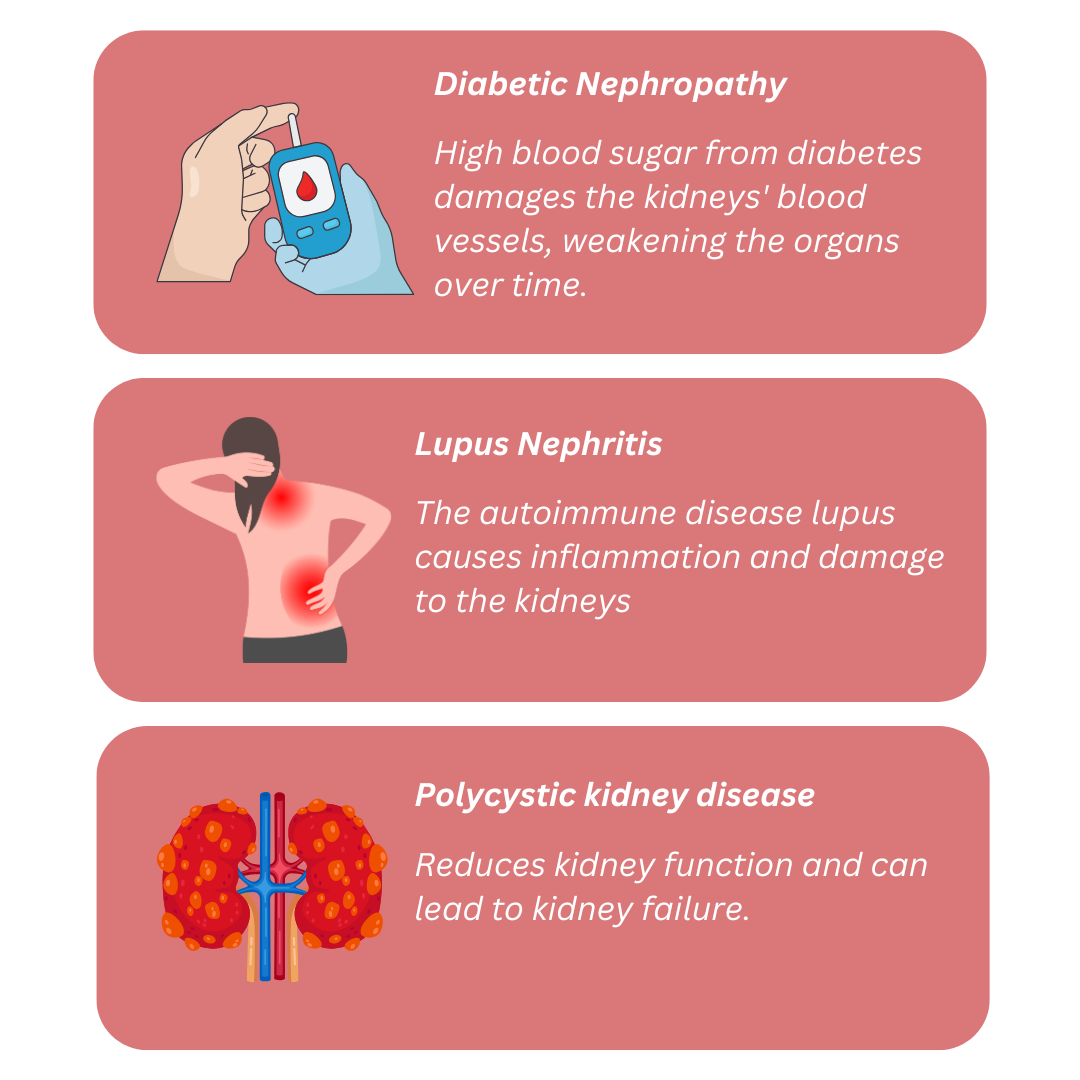 Diabetic Nephropathy
High blood sugar from diabetes
damages the kidneys' blood
vessels, weakening the organs
over time.
Lupus Nephritis
The autoimmune disease lupus
causes inflammation and damage
to the kidneys
Polycystic kidney disease
Reduces kidney function and can
lead to kidney failure.